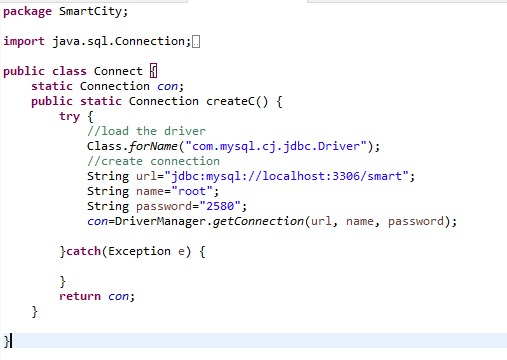 package SmartCity;
import java.sql.Connection;
public class Connect {
static Connection con;
public static Connection createC() {
try {
//load the driver
Class.forName("com.mysql.cj.jdbc.Driver");
//create connection
String url="jdbc:mysql://localhost:3306/smart";
String name="root";
String password="2580";
con=DriverManager.getConnection(url, name, password);
}catch(Exception e) {
}
return con;
}
}